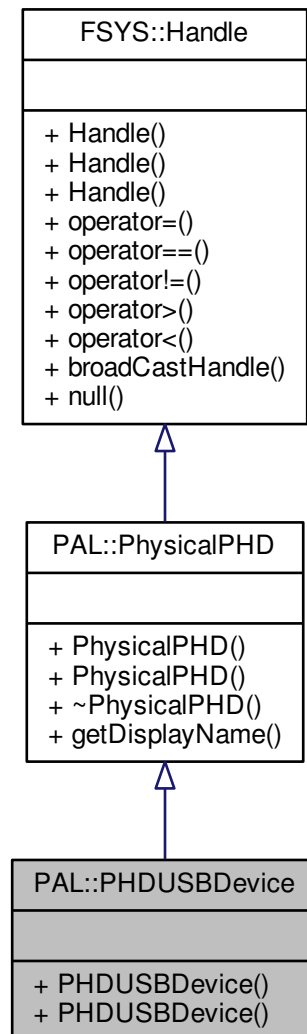 FSYS::Handle
+ Handle()
+ Handle()
+ Handle()
+ operator=()
+ operator==()
+ operator!=()
+ operator>()
+ operator<()
+ broadCastHandle()
+ null()
PAL::PhysicalPHD
+ PhysicalPHD()
+ PhysicalPHD()
+ ~PhysicalPHD()
+ getDisplayName()
PAL::PHDUSBDevice
+ PHDUSBDevice()
+ PHDUSBDevice()